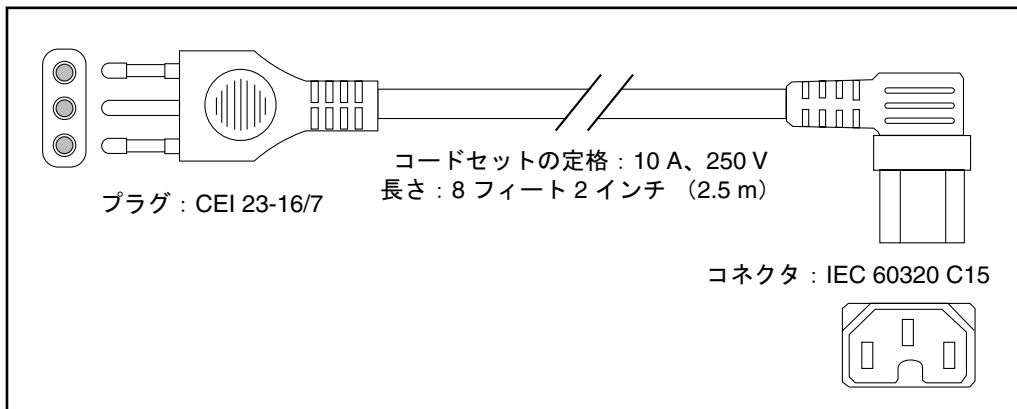 コードセットの定格：10 A、250 V
長さ：8 フィート 2 インチ （2.5 m）
プラグ：CEI 23-16/7
コネクタ：IEC 60320 C15